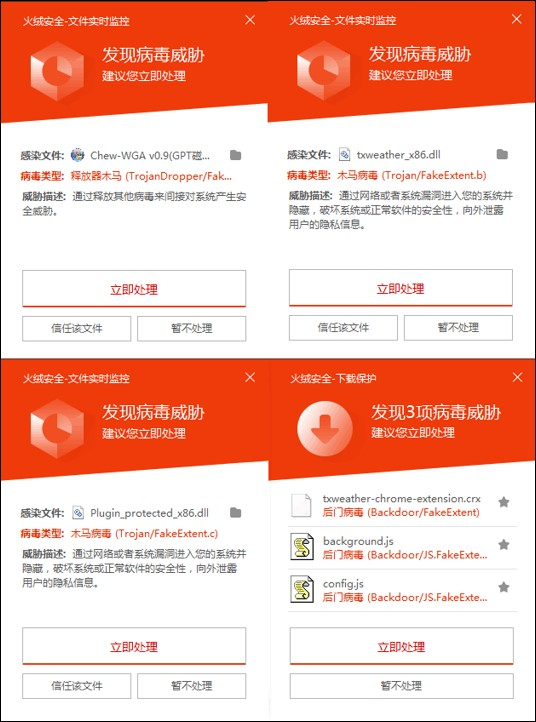 火绒安全-文件实时监控
发现病毒威胁
建议您立即处理
感染文件: Chew-WGA v0.9(GPT磁...
病毒类型: 释放器木马 (TrojanDropper/Fak...
威胁描述: 通过释放其他病毒来间接对系统产生安
全威胁。
立即处理
信任该文件
暂不处理
火绒安全-文件实时监控
发现病毒威胁
建议您立即处理
感染文件: txweather_x86.dll
病毒类型: 木马病毒 (Trojan/FakeExtent.b)
威胁描述: 通过网络或者系统漏洞进入您的系统并
隐藏，破坏系统或正常软件的安全性，向外泄露
用户的隐私信息。
立即处理
信任该文件
暂不处理
火绒安全-文件实时监控
发现病毒威胁
建议您立即处理
感染文件: Plugin_protected_x86.dll
病毒类型: 木马病毒 (Trojan/FakeExtent.c)
威胁描述: 通过网络或者系统漏洞进入您的系统并
隐藏，破坏系统或正常软件的安全性，向外泄露
用户的隐私信息。
立即处理
信任该文件
暂不处理
火绒安全-下载保护
发现3项病毒威胁
建议您立即处理
txweather-chrome-extension.crx
后门病毒 (Backdoor/FakeExtent)
background.js
后门病毒 (Backdoor/JS.FakeExte...
config.js
后门病毒 (Backdoor/JS.FakeExte...
立即处理
暂不处理